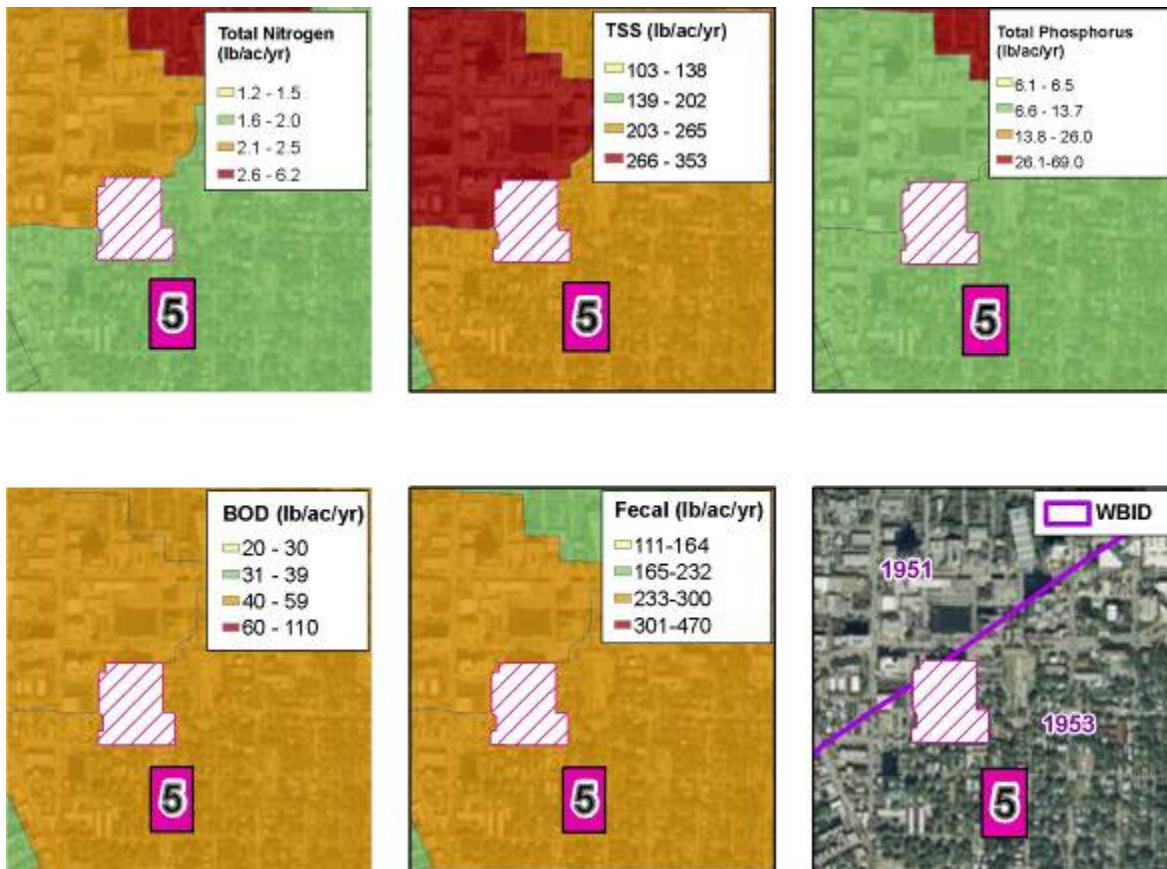 Total Nitrogen
(lb/ac/yr)
1.2 - 1.5
1.6 - 2.0
2.1 - 2.5
2.6 - 6.2
5
TSS (lb/ac/yr)
103 - 138
139 - 202
203 - 265
266 - 353
5
Total Phosphorus
(lb/ac/yr)
6.1 - 6.5
6.6 - 13.7
13.8 - 26.0
26.1-69.0
5
BOD (lb/ac/yr)
20 - 30
31 - 39
40 - 59
60 - 110
5
Fecal (lb/ac/yr)
111-164
165-232
233-300
301-470
5
WBID
1951
1953
5